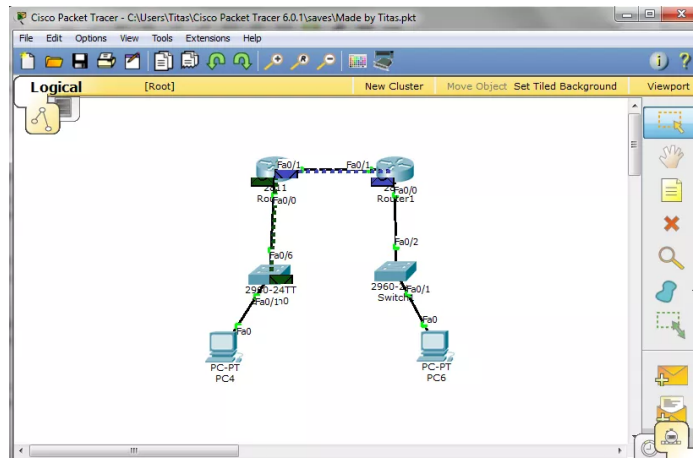 Cisco Packet Tracer - C:\Users\Titas\Cisco Packet Tracer 6.0.1\saves\Made by Titas.pkt
File Edit Options View Tools Extensions Help
Logical [Root] New Cluster Move Object Set Tiled Background Viewport
Fa0/1 Fa0/1
Fa0/0
Router1
Fa0/0
Fa0/2
Fa0/6
2960-24TT
Fa0/1
Fa0/1
Fa0
Fa0
PC-PT
PC4
PC-PT
PC6